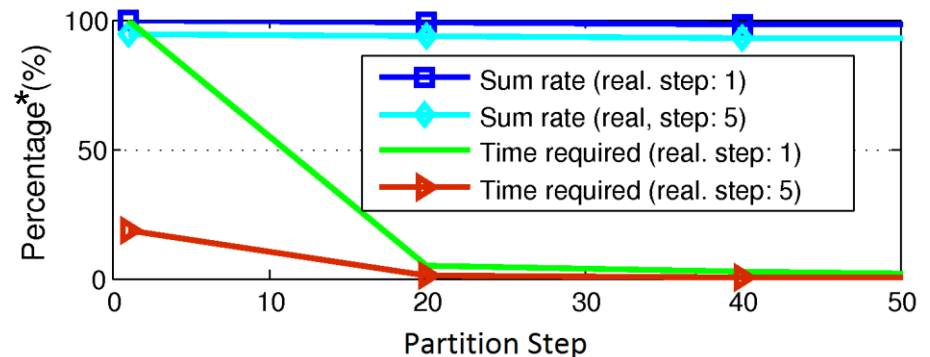 100
50
0
Percentage*(%)
Sum rate (real. step: 1)
Sum rate (real, step: 5)
Time required (real. step: 1)
Time required (real. step: 5)
0 10 20 30 40 50
Partition Step